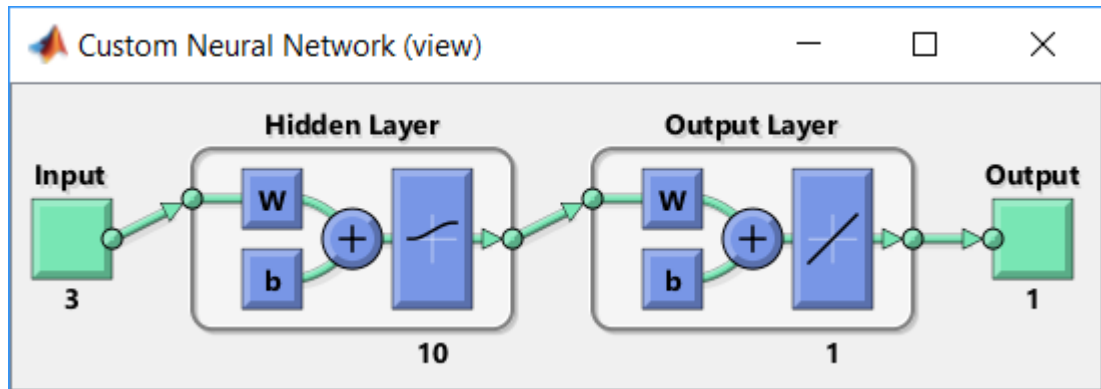 Custom Neural Network (view)
Hidden Layer
Output Layer
Input
Output
W
W
b
b
3
1
10
1